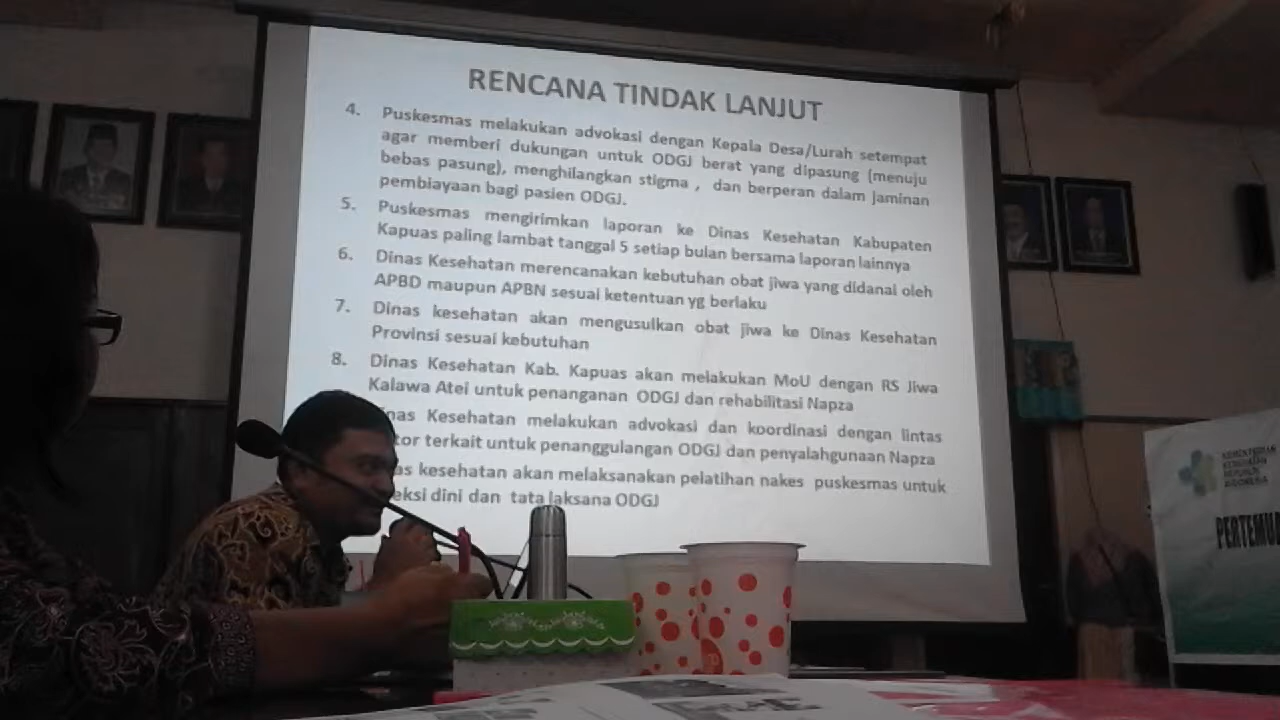 RENCANA TINDAK LANJUT
4. Puskesmas melakukan advokasi dengan Kepala Desa/Lurah setempat
agar memberi dukungan untuk ODGJ berat yang dipasung (menuju
bebas pasung), menghilangkan stigma , dan berperan dalam Jaminan
pembiayaan bagi pasien ODGJ.
5. Puskesmas mengirimkan laporan ke Dinas Kesehatan Kabupaten
Kapuas paling lambat tanggal 5 setiap bulan bersama laporan lainnya
6. Dinas Kesehatan merencanakan kebutuhan obat jiwa yang didanai oleh
APBD maupun APBN sesuai ketentuan yg berlaku
7. Dinas kesehatan akan mengusulkan obat jiwa ke Dinas Kesehatan
Provinsi sesuai kebutuhan
8. Dinas Kesehatan Kab. Kapuas akan melakukan MoU dengan RS Jiwa
Kalawa Atei untuk penanganan ODGJ dan rehabilitasi Napza
nas Kesehatan melakukan advokasi dan koordinasi dengan lintas
tor terkait untuk penanggulangan ODGJ dan penyalahgunaan Napza
as kesehatan akan melaksanakan pelatihan nakes puskesmas untuk
eksi dini dan tata laksana ODGJ
KEMENTERIAN
KESEHATAN
REPUBLIK
INDONESIA
PERTEMU